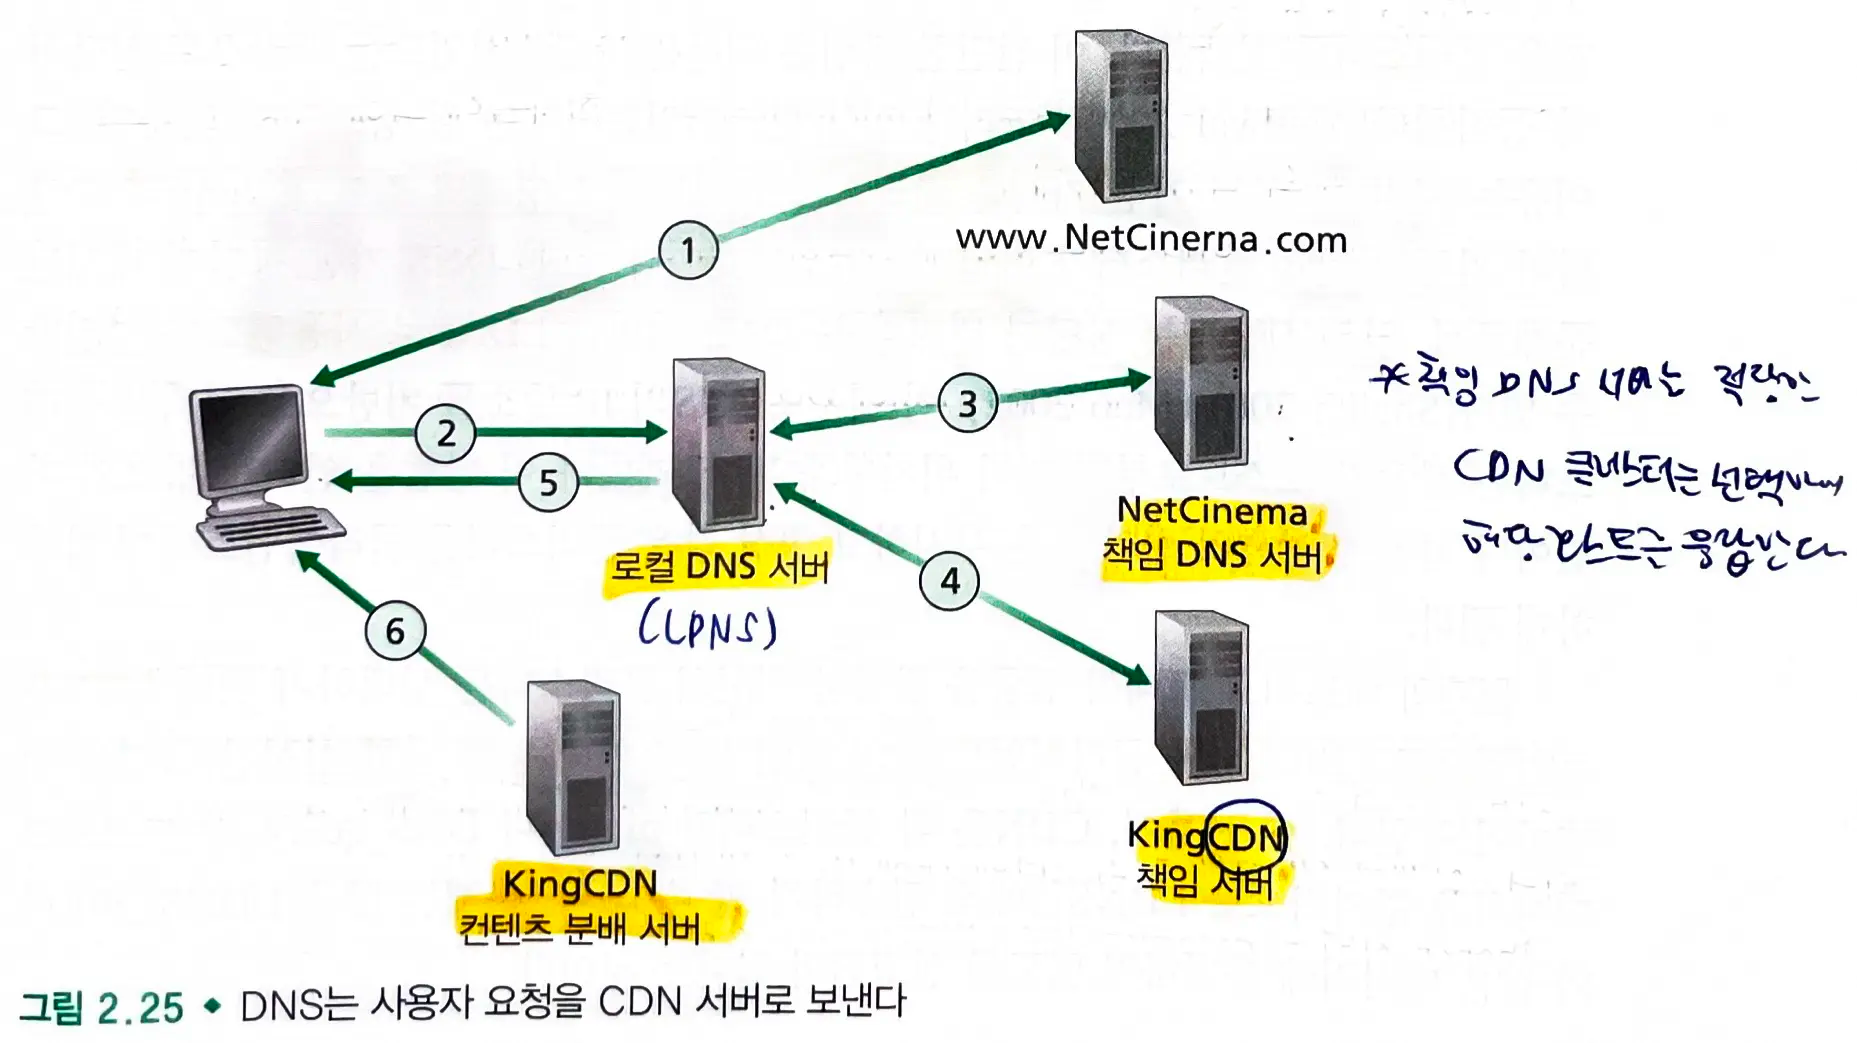 1
www.NetCinerna.com
2
3
5
NetCinema
책임 DNS 서버
로컬 DNS 서버
(LDNS)
4
6
KingCDN
책임 서버
KingCDN
컨텐츠 분배 서버
*책임 DNS 서버는 적당한
CDN 클러스터를 선택해서
해당 를 응답한다
그림 2.25 ◆ DNS는 사용자 요청을 CDN 서버로 보낸다